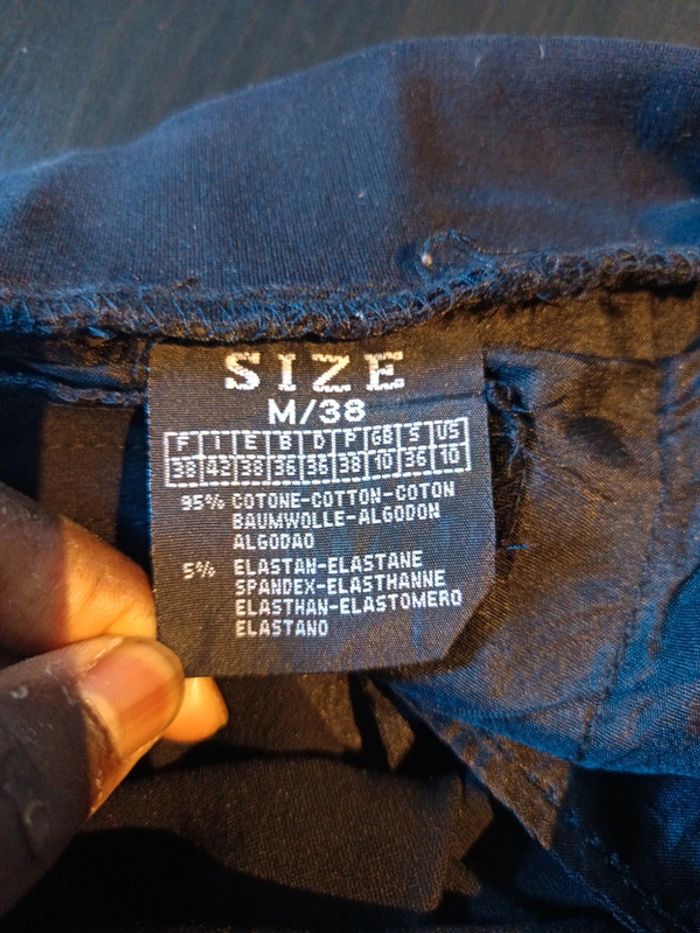 SIZE
M/38
F I E B D P GB S US
38 42 38 36 36 38 10 36 10
95% COTONE-COTTON-COTON
BAUMWOLLE-ALGODON
ALGODAO
5% ELASTAN-ELASTANE
SPANDEX-ELASTHANNE
ELASTHAN-ELASTOMERO
ELASTANO